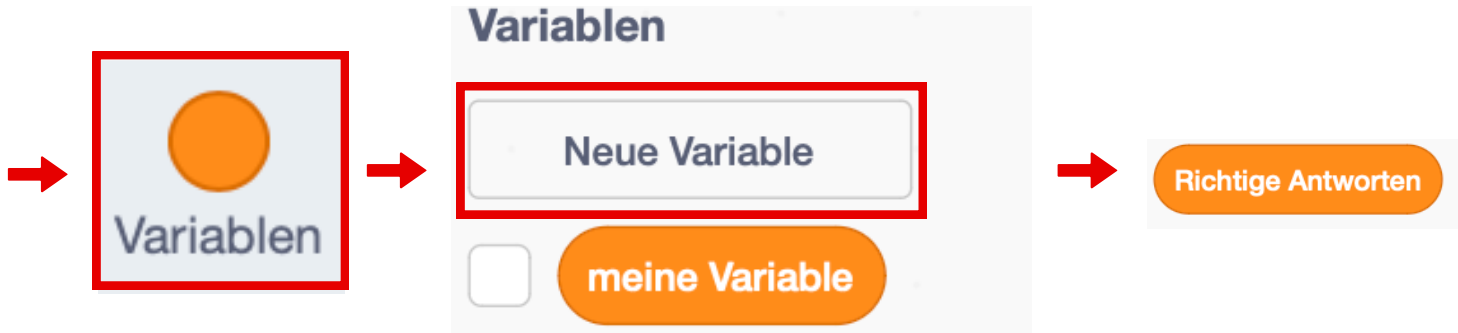 Variablen
Variablen
Neue Variable
meine Variable
Richtige Antworten